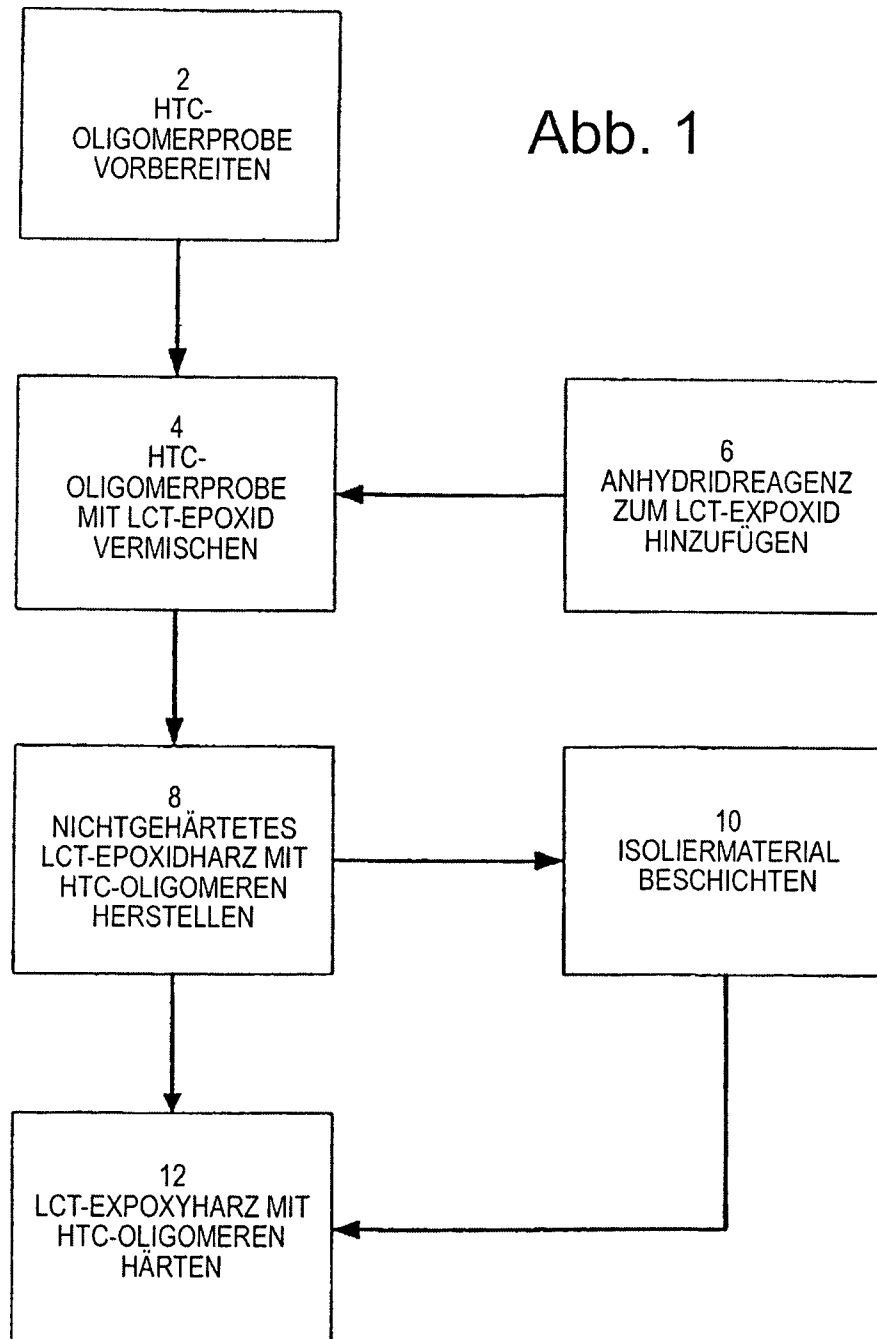 Abb. 1
2
HTC-
OLIGOMERPROBE
VORBEREITEN
4
HTC-
OLIGOMERPROBE
MIT LCT-EPOXID
VERMISCHEN
6
ANHYDRIDREAGENZ
ZUM LCT-EXPOXID
HINZUFÜGEN
8
NICHTGEHÄRTETES
LCT-EPOXIDHARZ MIT
HTC-OLIGOMEREN
HERSTELLEN
10
ISOLIERMATERIAL
BESCHICHTEN
12
LCT-EXPOXYHARZ MIT
HTC-OLIGOMEREN
HÄRTEN